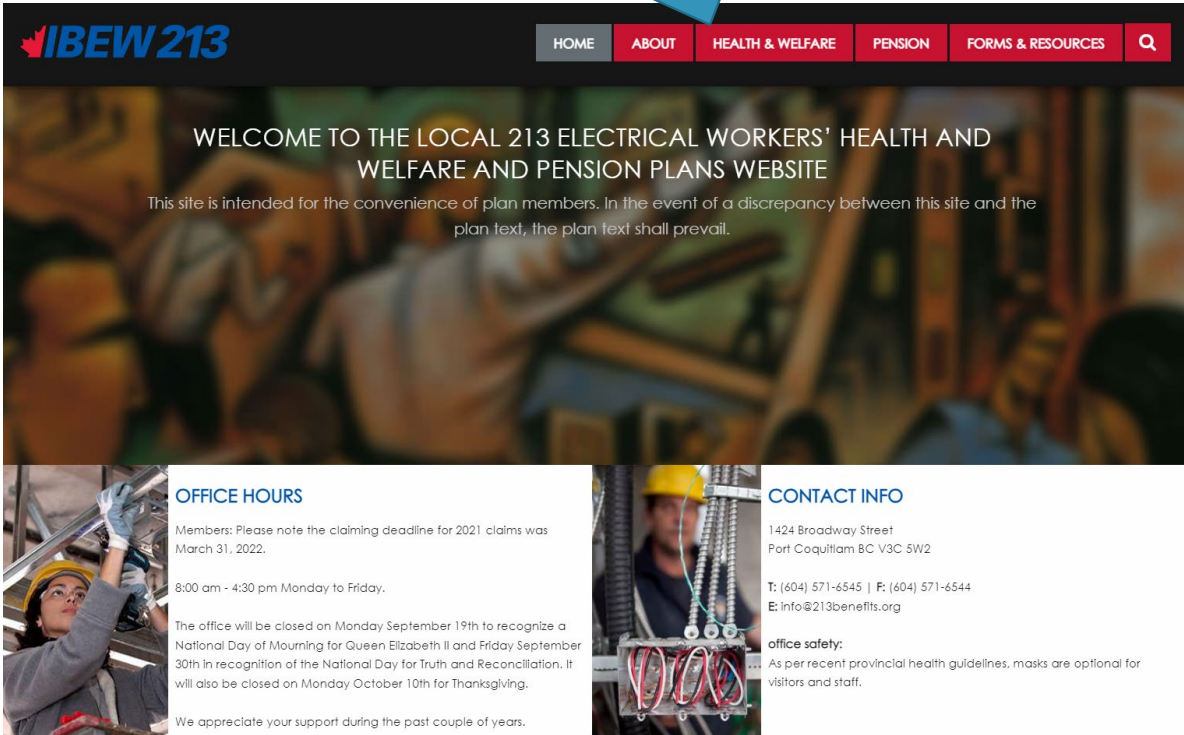 IBEW 213
HOME ABOUT HEALTH & WELFARE PENSION FORMS & RESOURCES
WELCOME TO THE LOCAL 213 ELECTRICAL WORKERS’ HEALTH AND
WELFARE AND PENSION PLANS WEBSITE
This site is intended for the convenience of plan members. In the event of a discrepancy between this site and the
plan text, the plan text shall prevail.
OFFICE HOURS
Members: Please note the claiming deadline for 2021 claims was
March 31, 2022.
8:00 am - 4:30 pm Monday to Friday.
The office will be closed on Monday September 19th to recognize a
National Day of Mourning for Queen Elizabeth II and Friday September
30th in recognition of the National Day for Truth and Reconciliation. It
will also be closed on Monday October 10th for Thanksgiving.
We appreciate your support during the past couple of years.
CONTACT INFO
1424 Broadway Street
Port Coquitlam BC V3C 5W2
T: (604) 571-6545 | F: (604) 571-6544
E: info@213benefits.org
office safety:
As per recent provincial health guidelines, masks are optional for
visitors and staff.